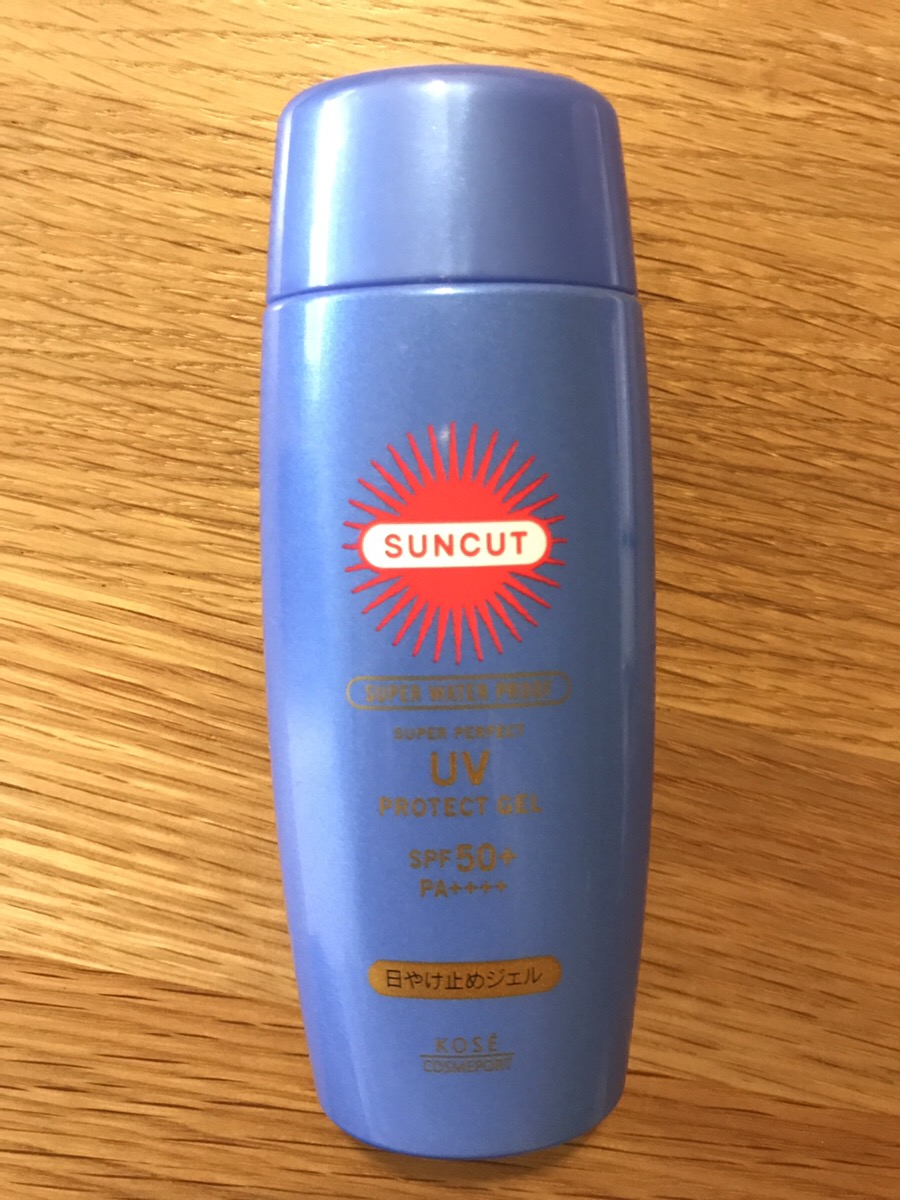 SUNCUT
SUPER WATER PROOF
SUPER PERFECT
UV
PROTECT GEL
SPF50+
PA++++
日やけ止めジェル
KOSÉ
COSMEPORT